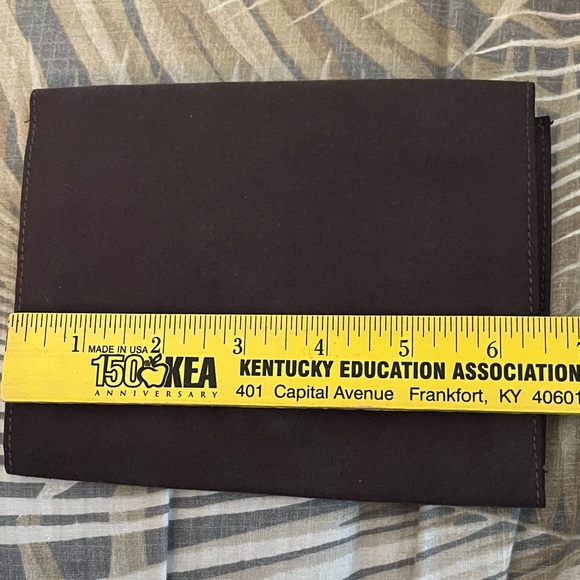 1 2 3 4 5 6 7
MADE IN USA
150 KEA KENTUCKY EDUCATION ASSOCIATION
ANNIVERSARY 401 Capital Avenue Frankfort, KY 40601